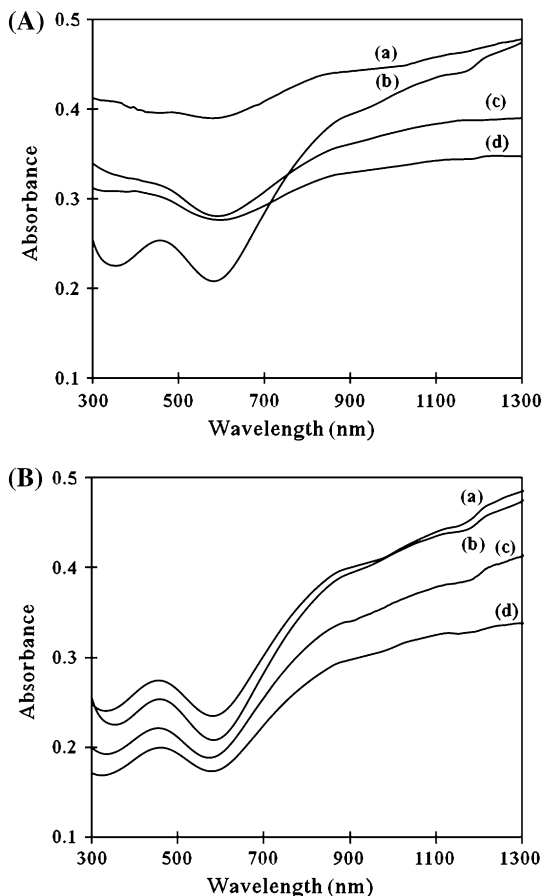 (A)
0.5
(a)
(b)
0.4
(c)
(d)
0.3
0.2
0.1
Absorbance
300 500 700 900 1100 1300
Wavelength (nm)
(B)
0.5
(a)
(b) (c)
0.4
(d)
0.3
0.2
0.1
Absorbance
300 500 700 900 1100 1300
Wavelength (nm)